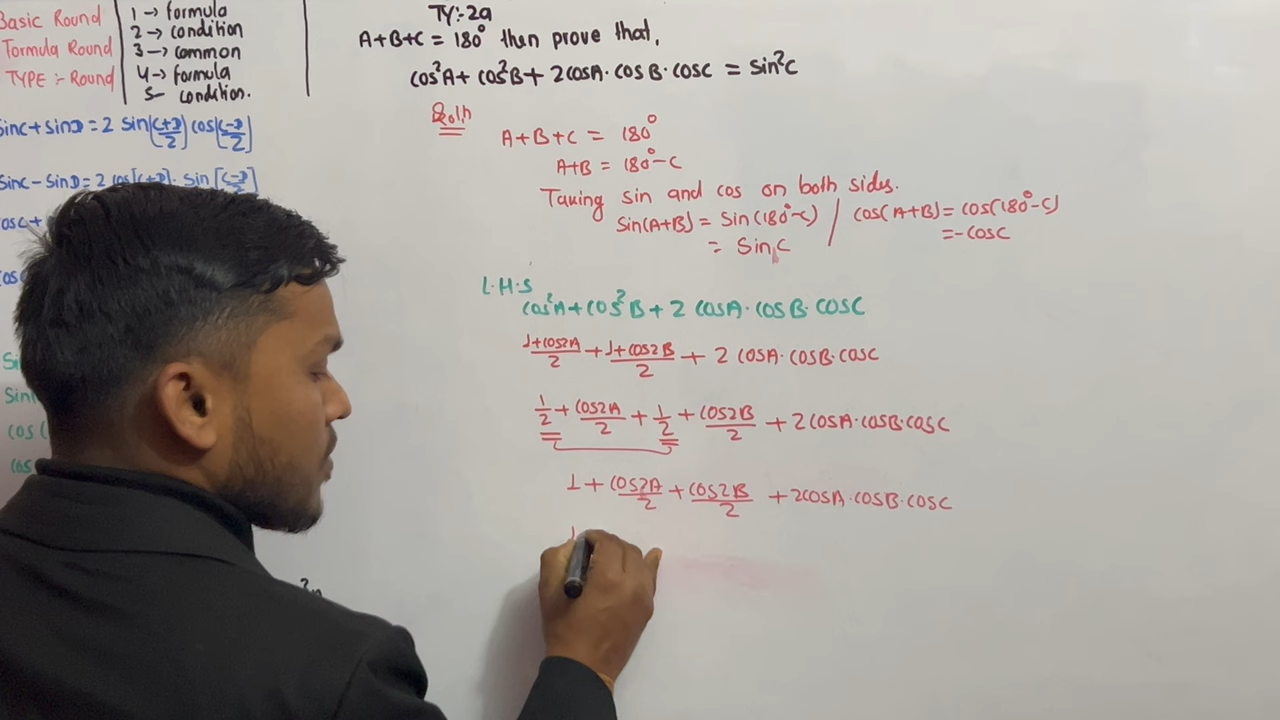 Basic Round
Formula Round
TYPE :- Round
1 → formula
2 → condition
3 → common
4 → formula
5- condition.
sinC + sinD = 2 sin(C+D/2) cos(C-D/2)
sinC - sinD = 2 cos(C+D/2). sin[C-D/2]
cosC +
Cos
Si
Sin
Cos(
Cos
TY:-2a
A+B+C = 180° then prove that,
cos²A + cos²B + 2cosA·cosB·cosC = sin²C
Sol:n
A+B+C = 180°
A+B = 180°-C
Taking sin and cos on both sides.
sin(A+B) = sin(180°-C) / cos(A+B) = cos(180°-C)
= sinC = -cosC
L·H·S
cos²A + cos²B + 2 cosA·cosB·cosC
1+cos2A/2 + 1+cos2B/2 + 2 cosA·cosB·cosC
1/2 + cos2A/2 + 1/2 + cos2B/2 + 2cosA·cosB·cosC
1 + cos2A/2 + cos2B/2 + 2cosA·cosB·cosC